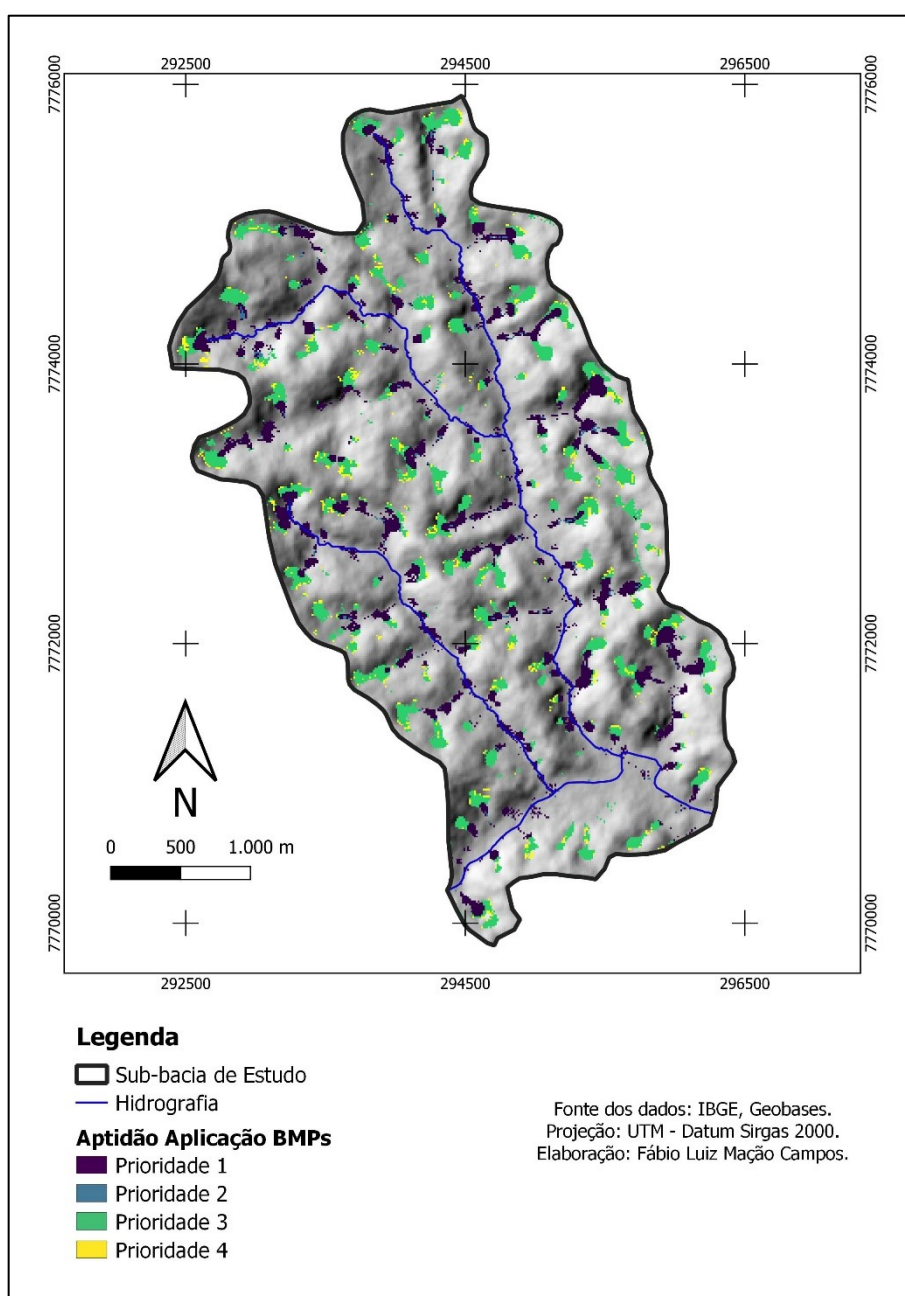 292500 294500 296500
7776000 7776000
7774000 7774000
7772000 7772000
N
0 500 1.000 m
7770000 7770000
292500 294500 296500
Legenda
Sub-bacia de Estudo
Hidrografia
Aptidão Aplicação BMPs
Prioridade 1
Prioridade 2
Prioridade 3
Prioridade 4
Fonte dos dados: IBGE, Geobases.
Projeção: UTM - Datum Sirgas 2000.
Elaboração: Fábio Luiz Mação Campos.